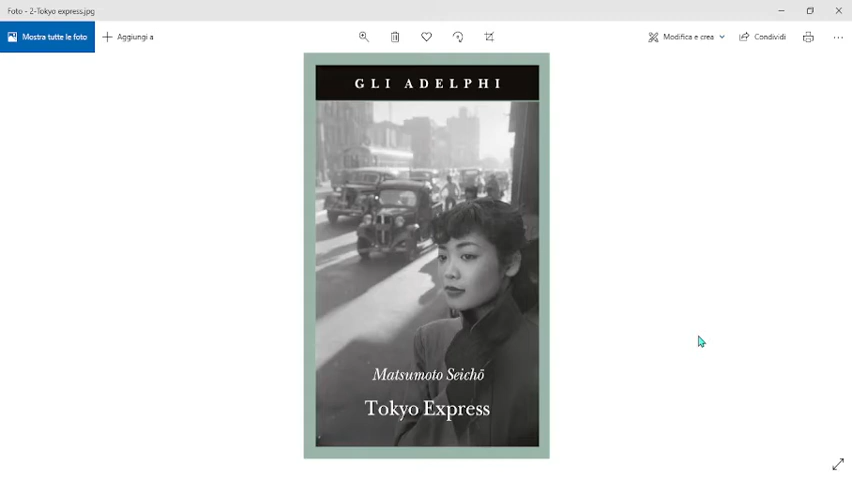 Foto - 2-Tokyo express.jpg
Mostra tutte le foto
Aggiungi a
Modifica e crea
Condividi
GLI ADELPHI
Matsumoto Seichō
Tokyo Express